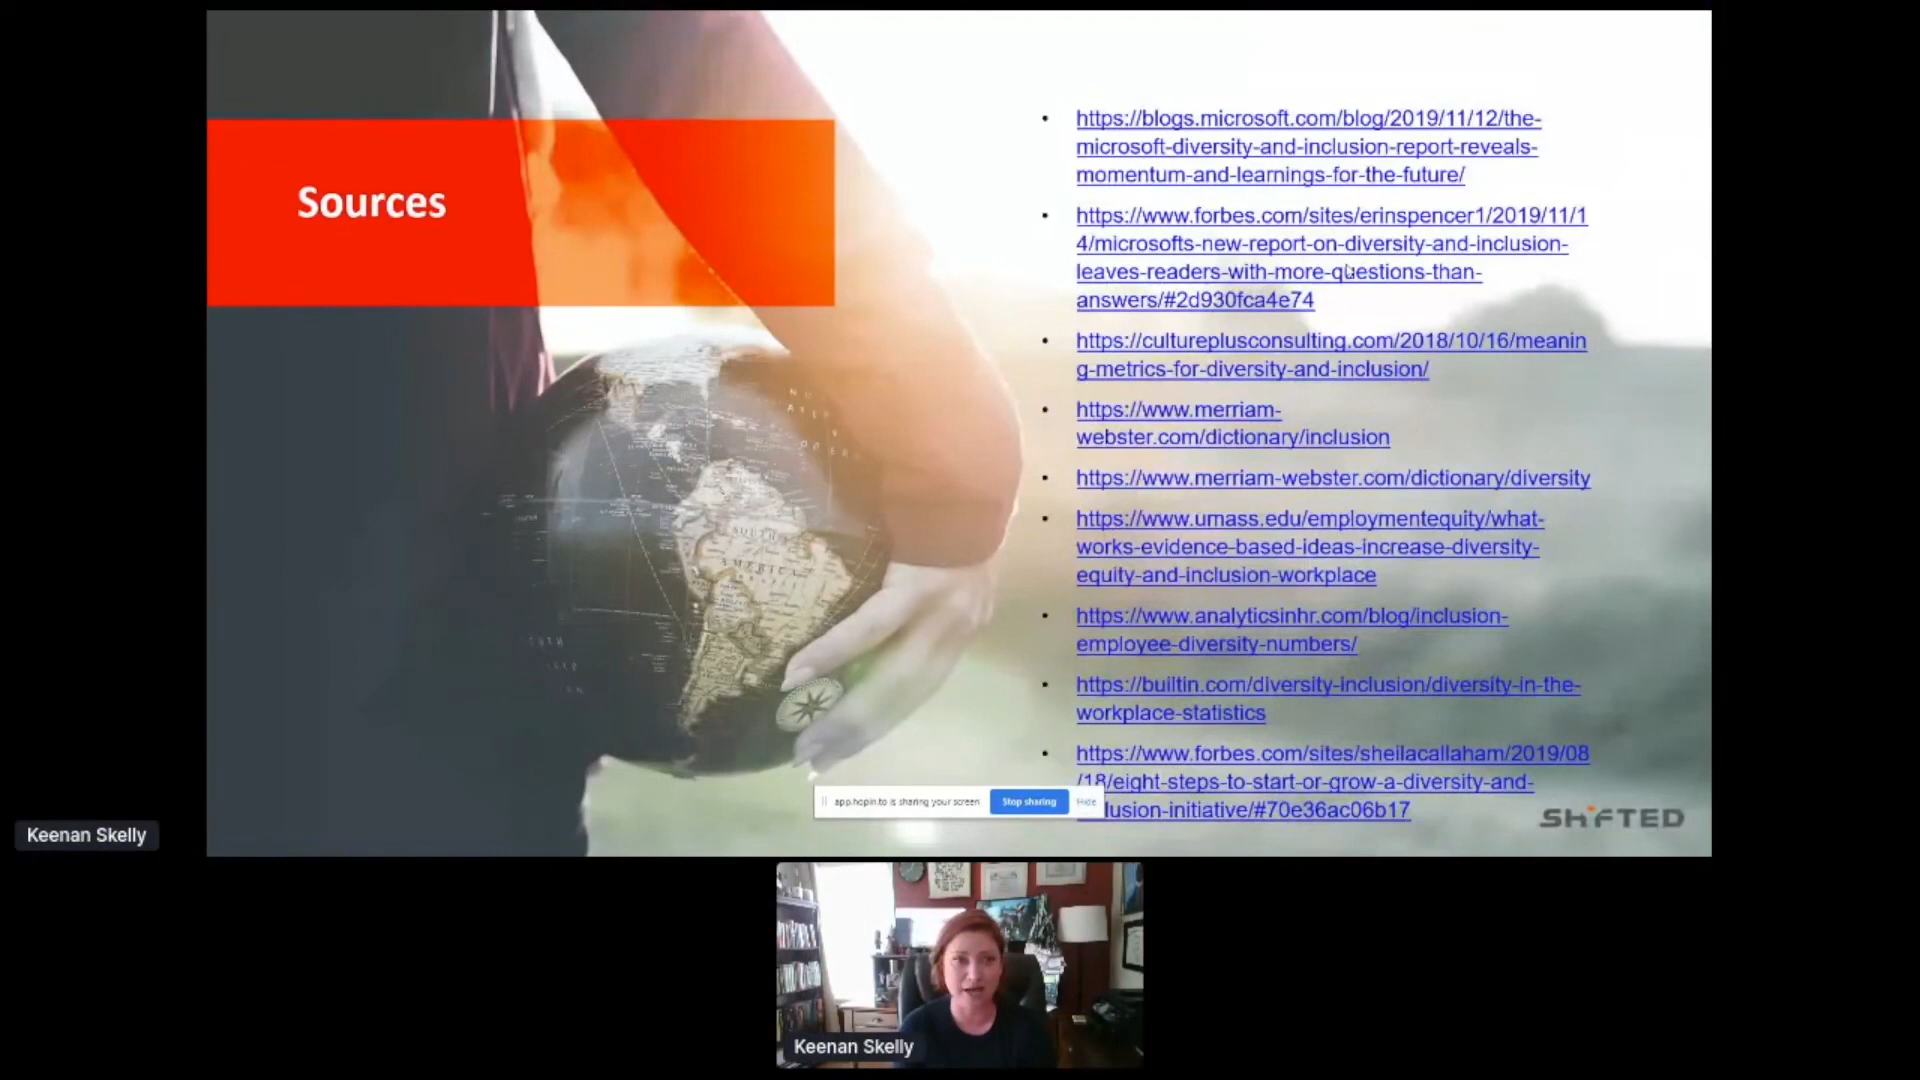 Sources
https://blogs.microsoft.com/blog/2019/11/12/the-
microsoft-diversity-and-inclusion-report-reveals-
momentum-and-learnings-for-the-future/
https://www.forbes.com/sites/erinspencer1/2019/11/1
4/microsofts-new-report-on-diversity-and-inclusion-
leaves-readers-with-more-questions-than-
answers/#2d930fca4e74
https://cultureplusconsulting.com/2018/10/16/meanin
g-metrics-for-diversity-and-inclusion/
https://www.merriam-
webster.com/dictionary/inclusion
https://www.merriam-webster.com/dictionary/diversity
https://www.umass.edu/employmentequity/what-
works-evidence-based-ideas-increase-diversity-
equity-and-inclusion-workplace
https://www.analyticsinhr.com/blog/inclusion-
employee-diversity-numbers/
https://builtin.com/diversity-inclusion/diversity-in-the-
workplace-statistics
https://www.forbes.com/sites/sheilacallaham/2019/08
/18/eight-steps-to-start-or-grow-a-diversity-and-
lusion-initiative/#70e36ac06b17
SOUTH
AMERICA
app.hopin.to is sharing your screen
Stop sharing
Hide
SHIFTED
Keenan Skelly
Keenan Skelly